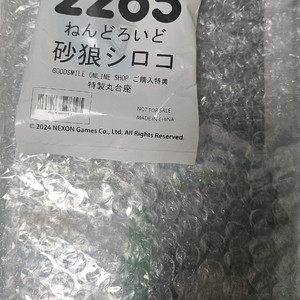 2285
ねんどろいど
砂狼シロコ
GOODSMILE ONLINE SHOP ご購入特典
特製丸台座
NOT FOR SALE
MADE IN CHINA
© 2024 NEXON Games Co., Ltd. All Rights Reserved.